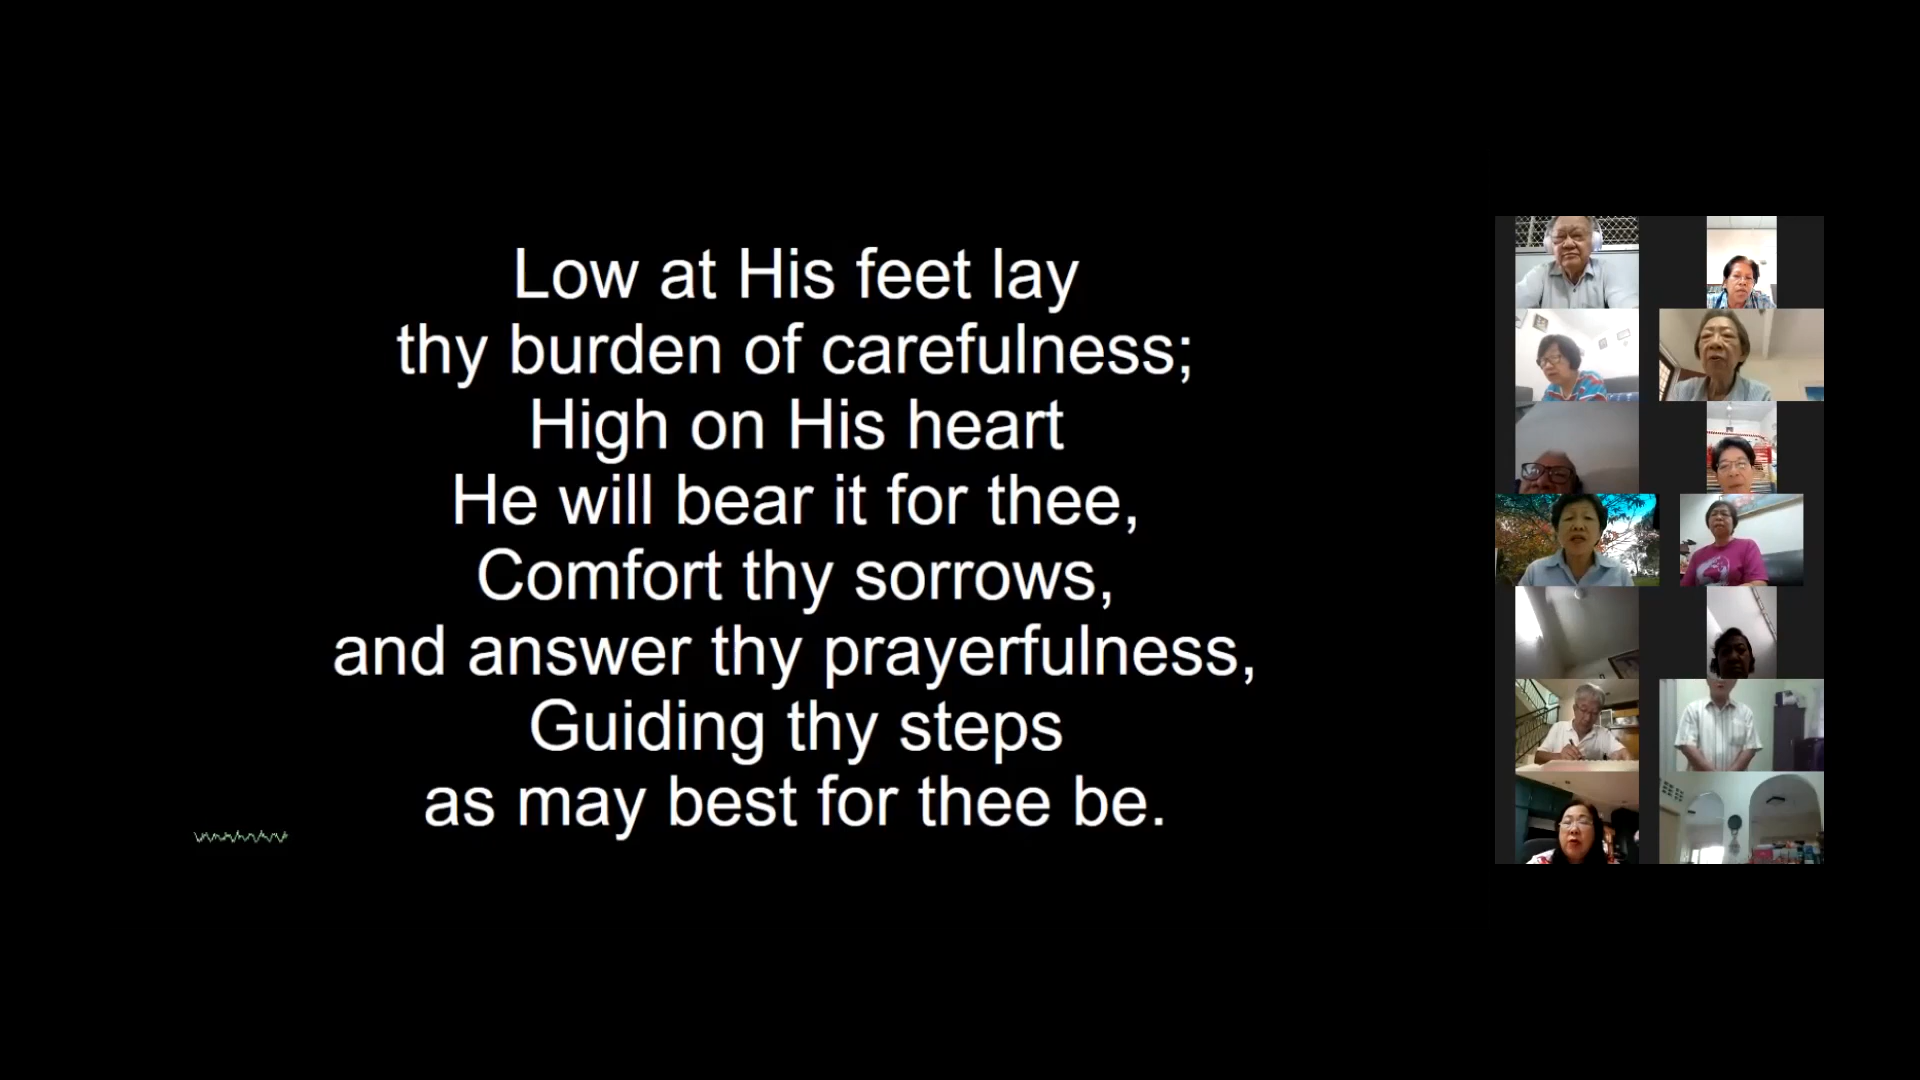 Low at His feet lay
thy burden of carefulness;
High on His heart
He will bear it for thee,
Comfort thy sorrows,
and answer thy prayerfulness,
Guiding thy steps
as may best for thee be.